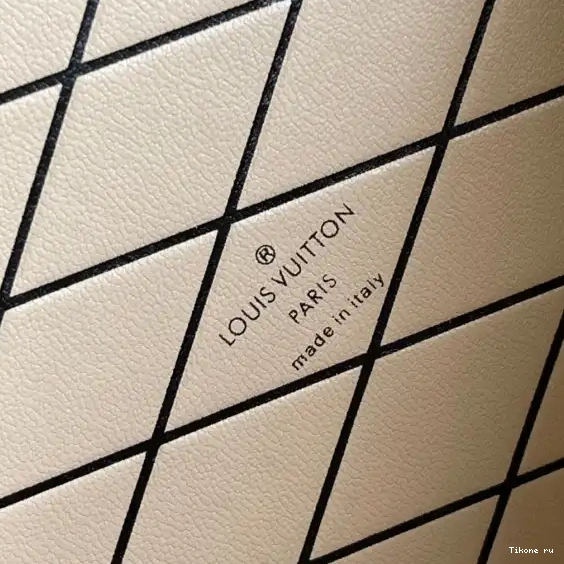 ®
LOUIS VUITTON
PARIS
made in italy
Tikone ru